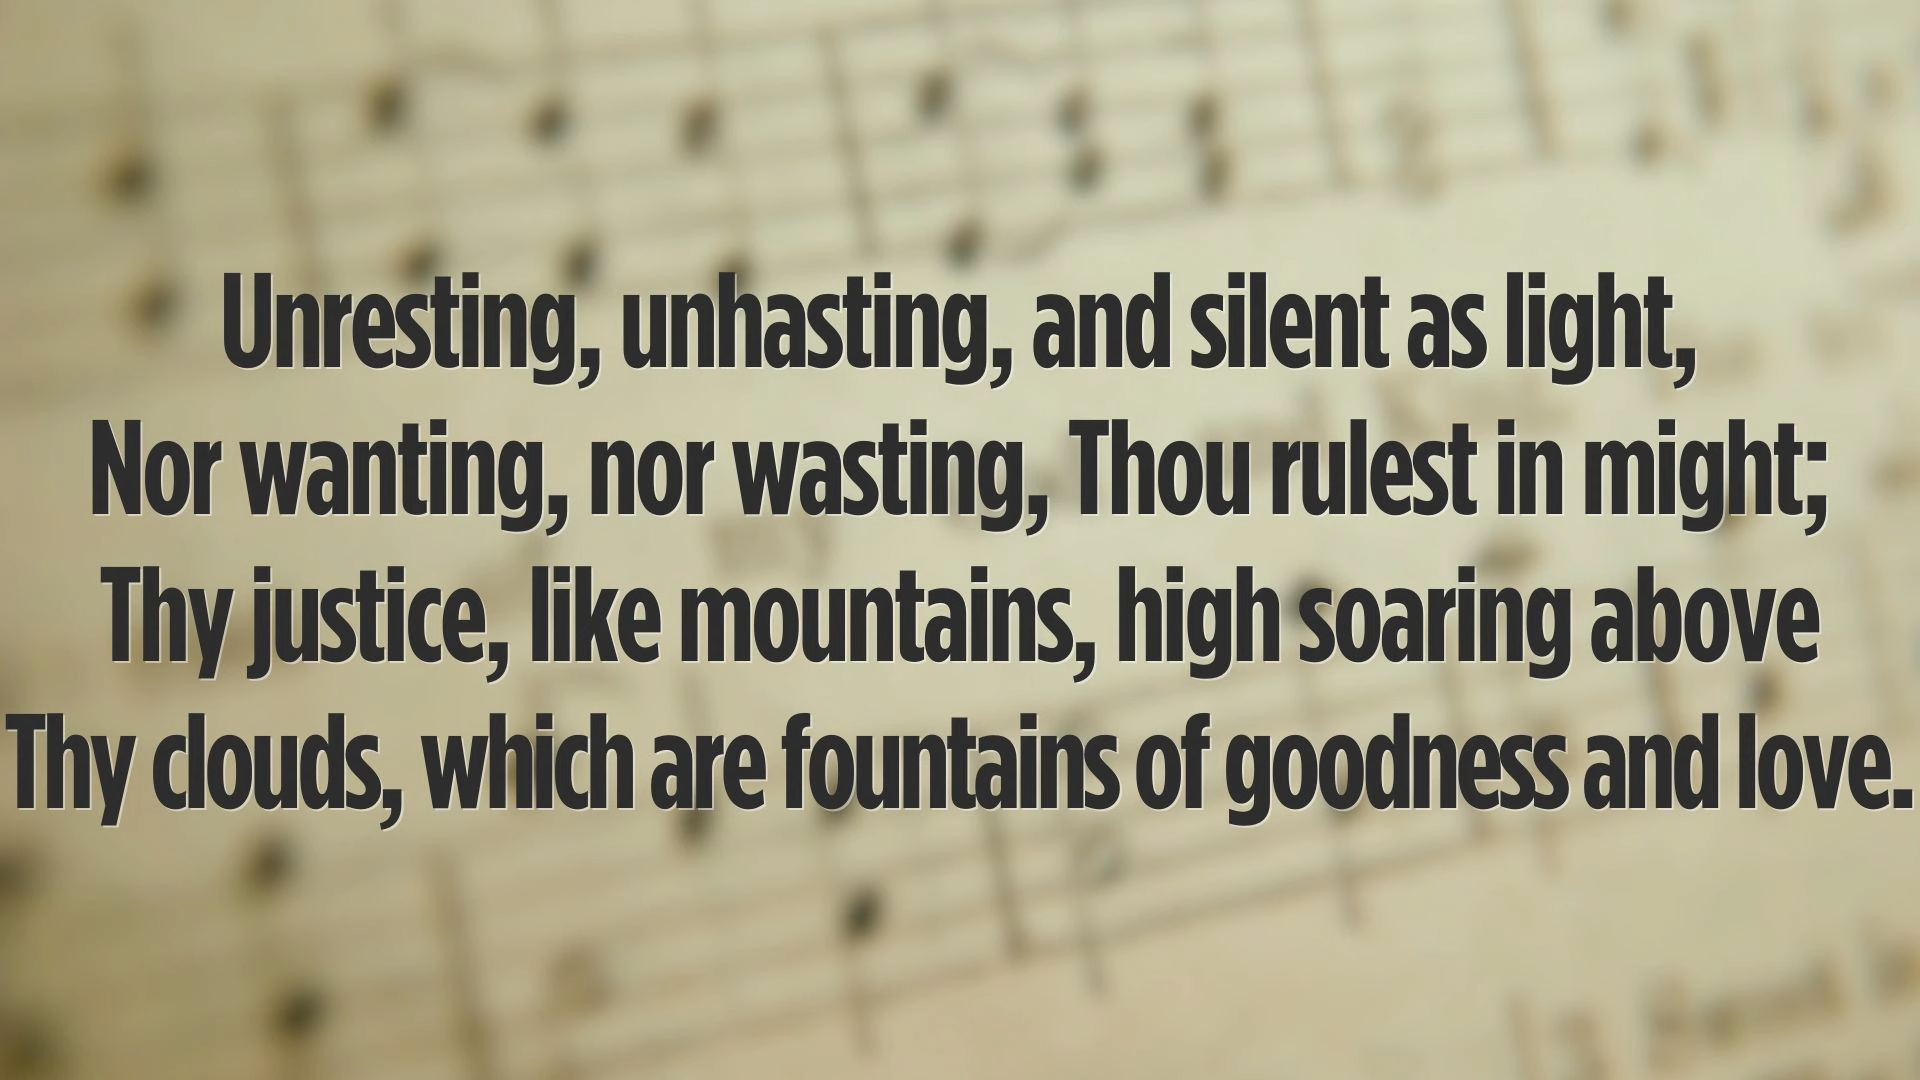 Unresting, unhasting, and silent as light,
Nor wanting, nor wasting, Thou rulest in might;
Thy justice, like mountains, high soaring above
Thy clouds, which are fountains of goodness and love.